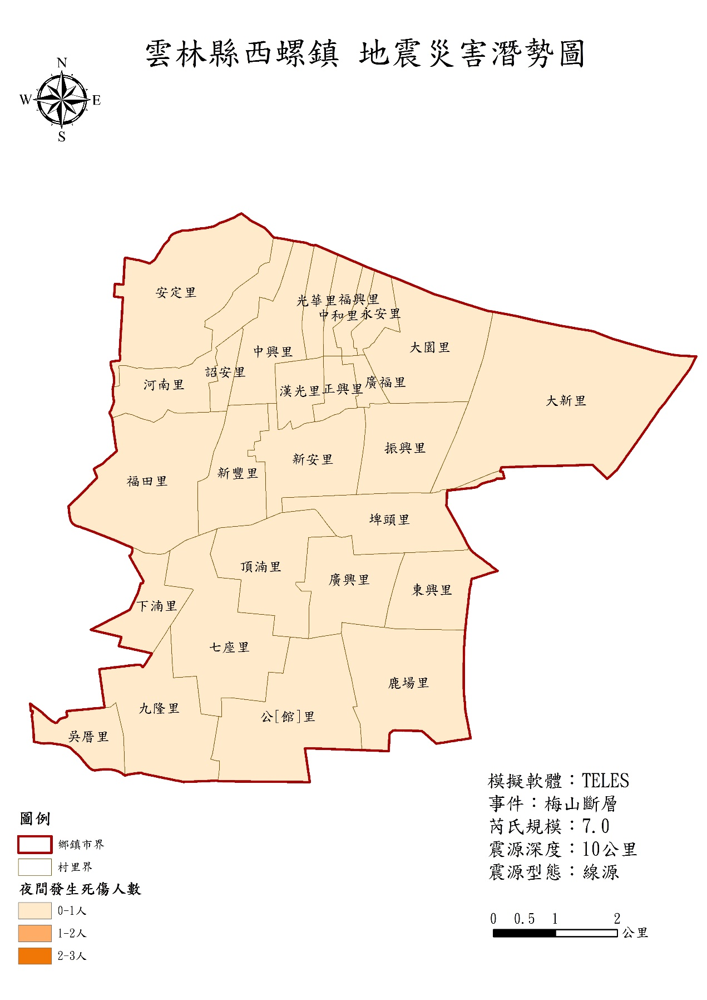 雲林縣西螺鎮 地震災害潛勢圖
N
W
E
S
安定里
光華里
福興里
中和里
永安里
大園里
中興里
詔安里
河南里
漢光里
正興里
廣福里
大新里
振興里
新安里
新豐里
福田里
埤頭里
頂湳里
廣興里
東興里
下湳里
七座里
鹿場里
九隆里
公[館]里
吳厝里
模擬軟體：TELES
事件：梅山斷層
芮氏規模：7.0
震源深度：10公里
震源型態：線源
圖例
鄉鎮市界
村里界
夜間發生死傷人數
0-1人
1-2人
2-3人
0 0.5 1 2
公里